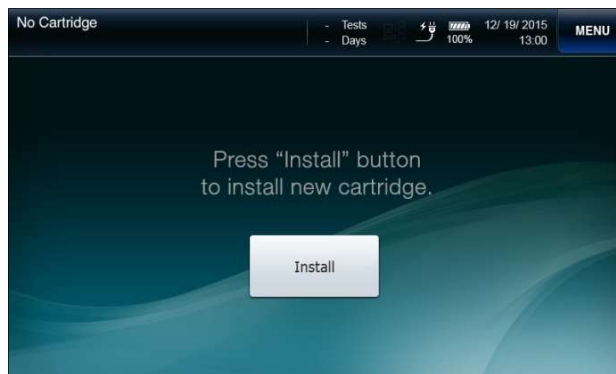 No Cartridge
- Tests
- Days
100%
12/ 19/ 2015
13:00
MENU
Press “Install” button
to install new cartridge.
Install